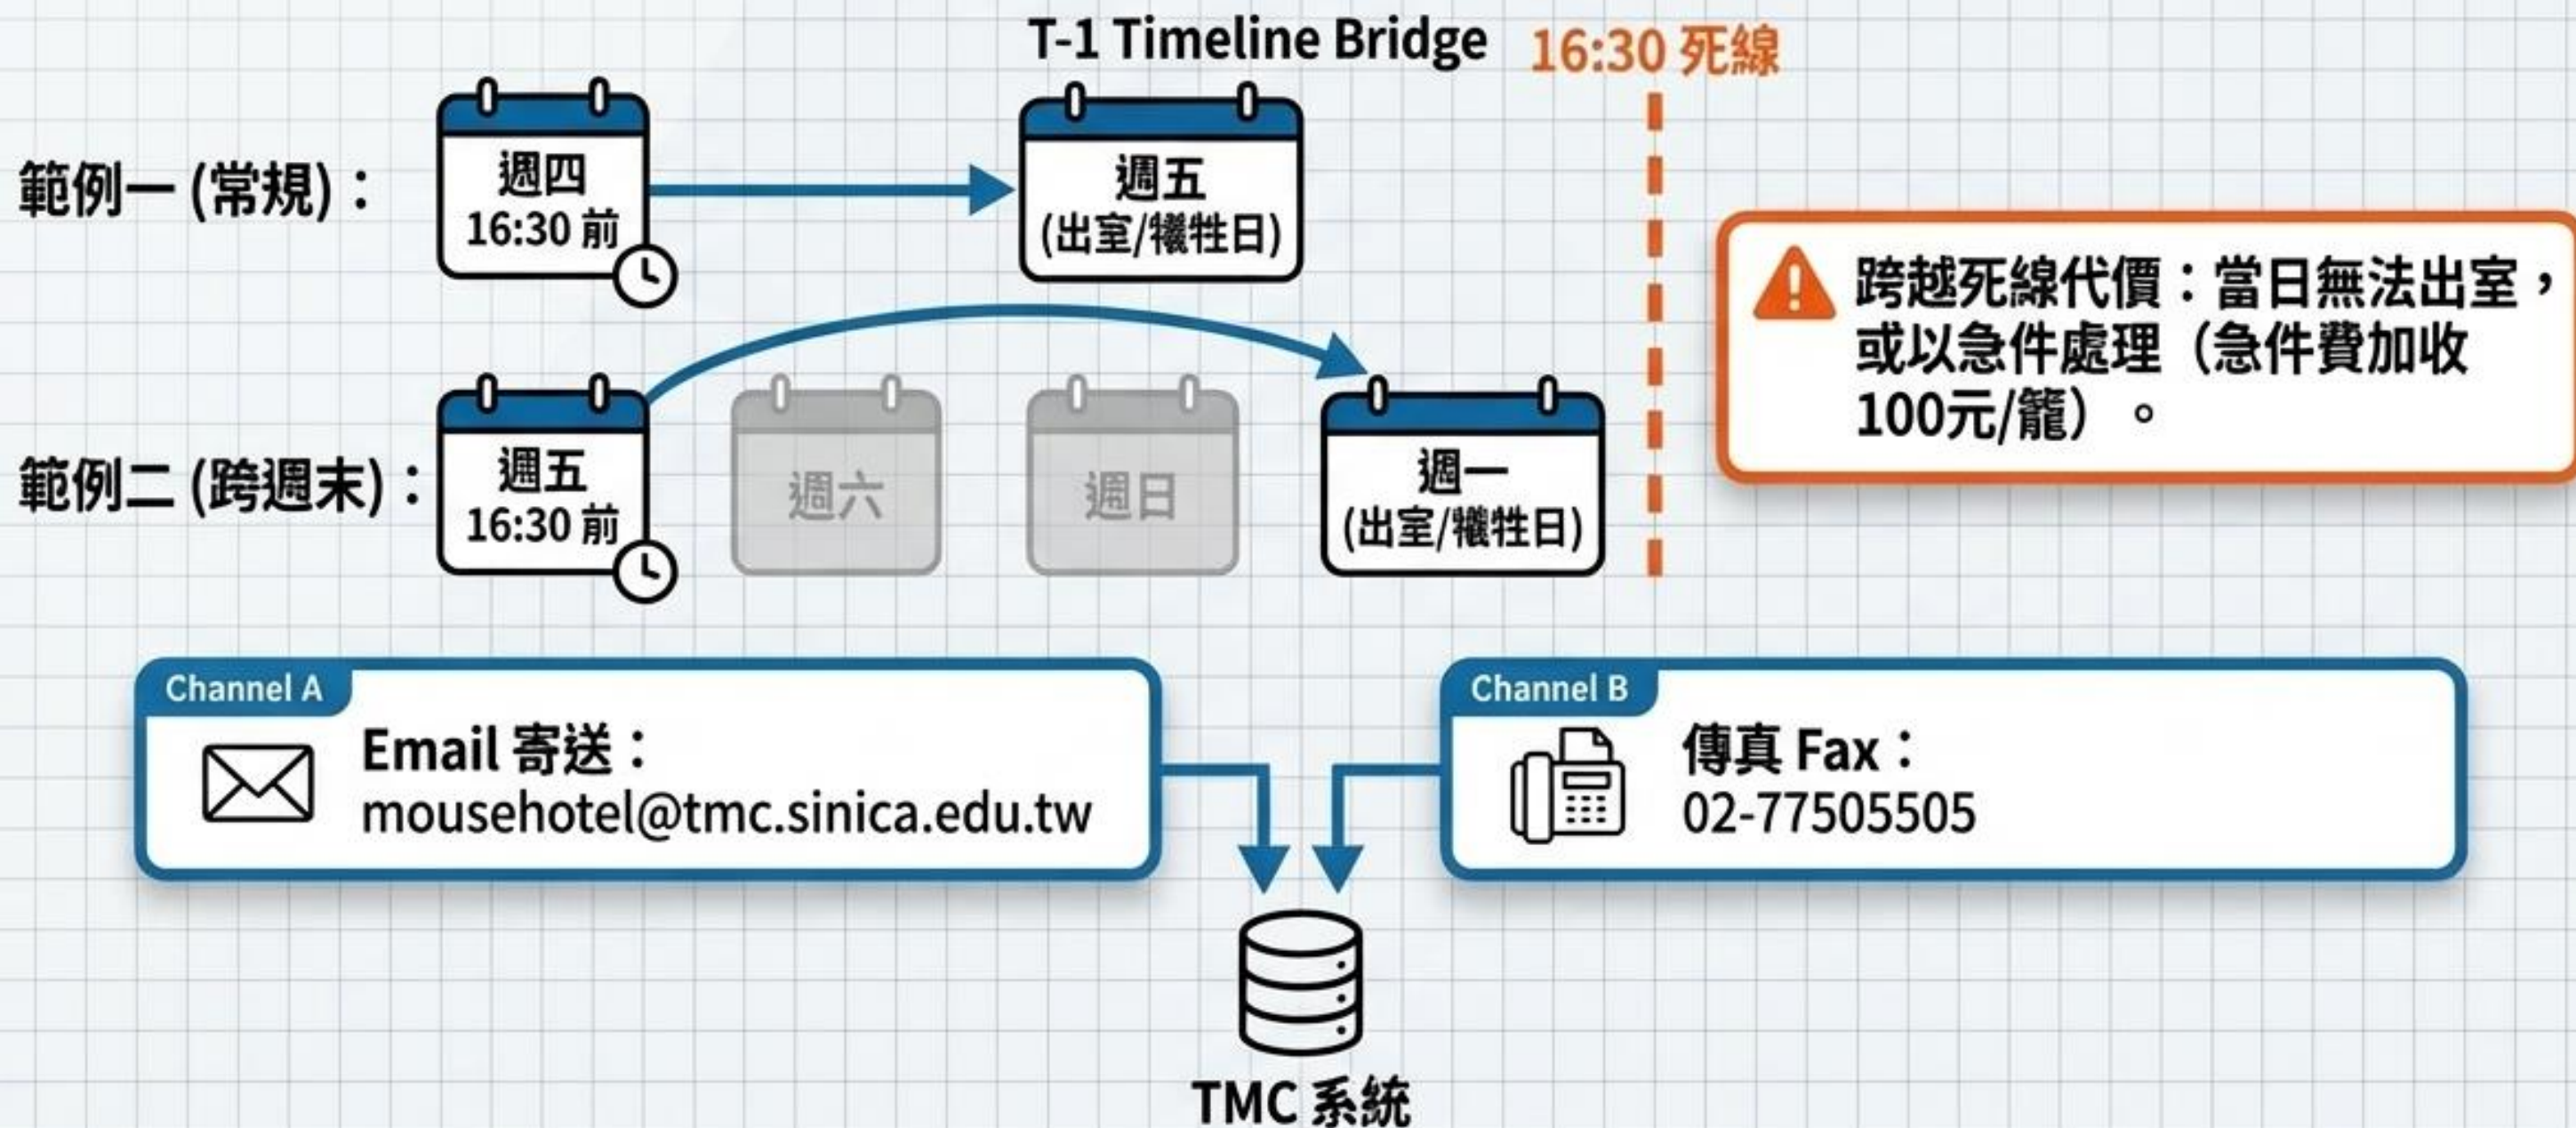 T-1 Timeline Bridge
16:30 死線
範例一 (常規)：
週四
16:30 前
週五
(出室/犧牲日)
跨越死線代價：當日無法出室，
或以急件處理（急件費加收
100元/籠）。
範例二 (跨週末)：
週五
16:30 前
週六
週日
週一
(出室/犧牲日)
Channel A
Email 寄送：
mousehotel@tmc.sinica.edu.tw
Channel B
傳真 Fax：
02-77505505
TMC 系統